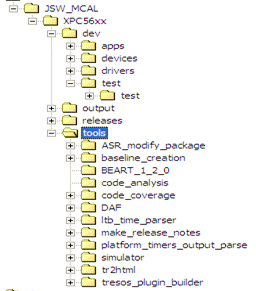 JSW_MCAL
XPC56xx
dev
apps
devices
drivers
test
test
output
releases
tools
ASR_modify_package
baseline_creation
BEART_1_2_0
code_analysis
code_coverage
DAF
ltb_time_parser
make_release_notes
platform_timers_output_parse
simulator
tr2html
tresos_plugin_builder